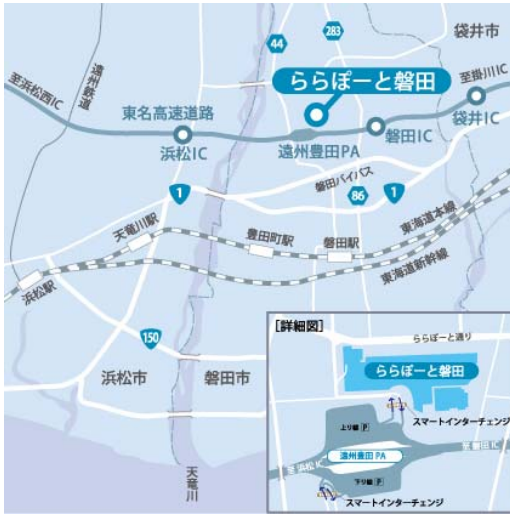 44
283
袋井市
遠州鉄道
ららぽーと磐田
至掛川IC
至浜松西IC
東名高速道路
袋井IC
浜松IC
遠州豊田PA
磐田IC
磐田バイパス
1
86
1
天竜川駅
豊田町駅
磐田駅
東海道本線
東海道新幹線
浜松駅
150
浜松市
磐田市
天竜川
[詳細図]
ららぽーと通り
ららぽーと磐田
スマートインターチェンジ
上り線 P
至磐田IC
遠州豊田 PA
至浜松IC
下り線 P
スマートインターチェンジ